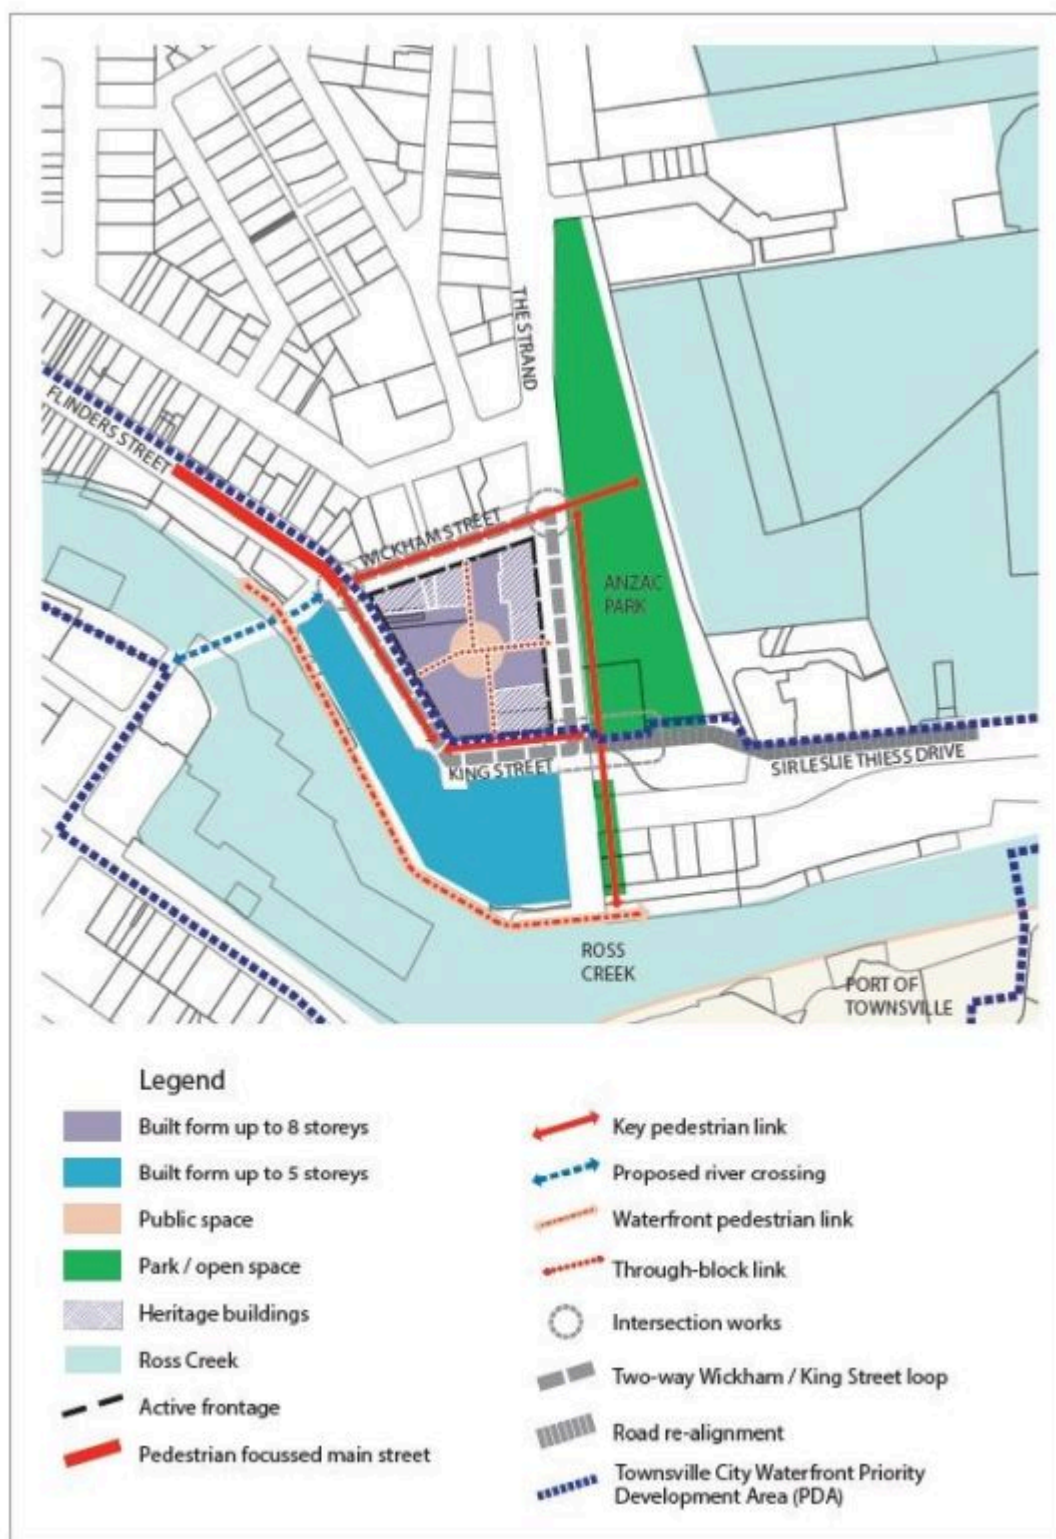 THE STRAND
FLINDERS STREET
WICKHAM STREET
ANZAC
PARK
KING STREET
SIR LESLIE THIESS DRIVE
ROSS
CREEK
PORT OF
TOWNSVILLE
Legend
Built form up to 8 storeys
Built form up to 5 storeys
Public space
Park / open space
Heritage buildings
Ross Creek
Active frontage
Pedestrian focussed main street
Key pedestrian link
Proposed river crossing
Waterfront pedestrian link
Through-block link
Intersection works
Two-way Wickham / King Street loop
Road re-alignment
Townsville City Waterfront Priority
Development Area (PDA)